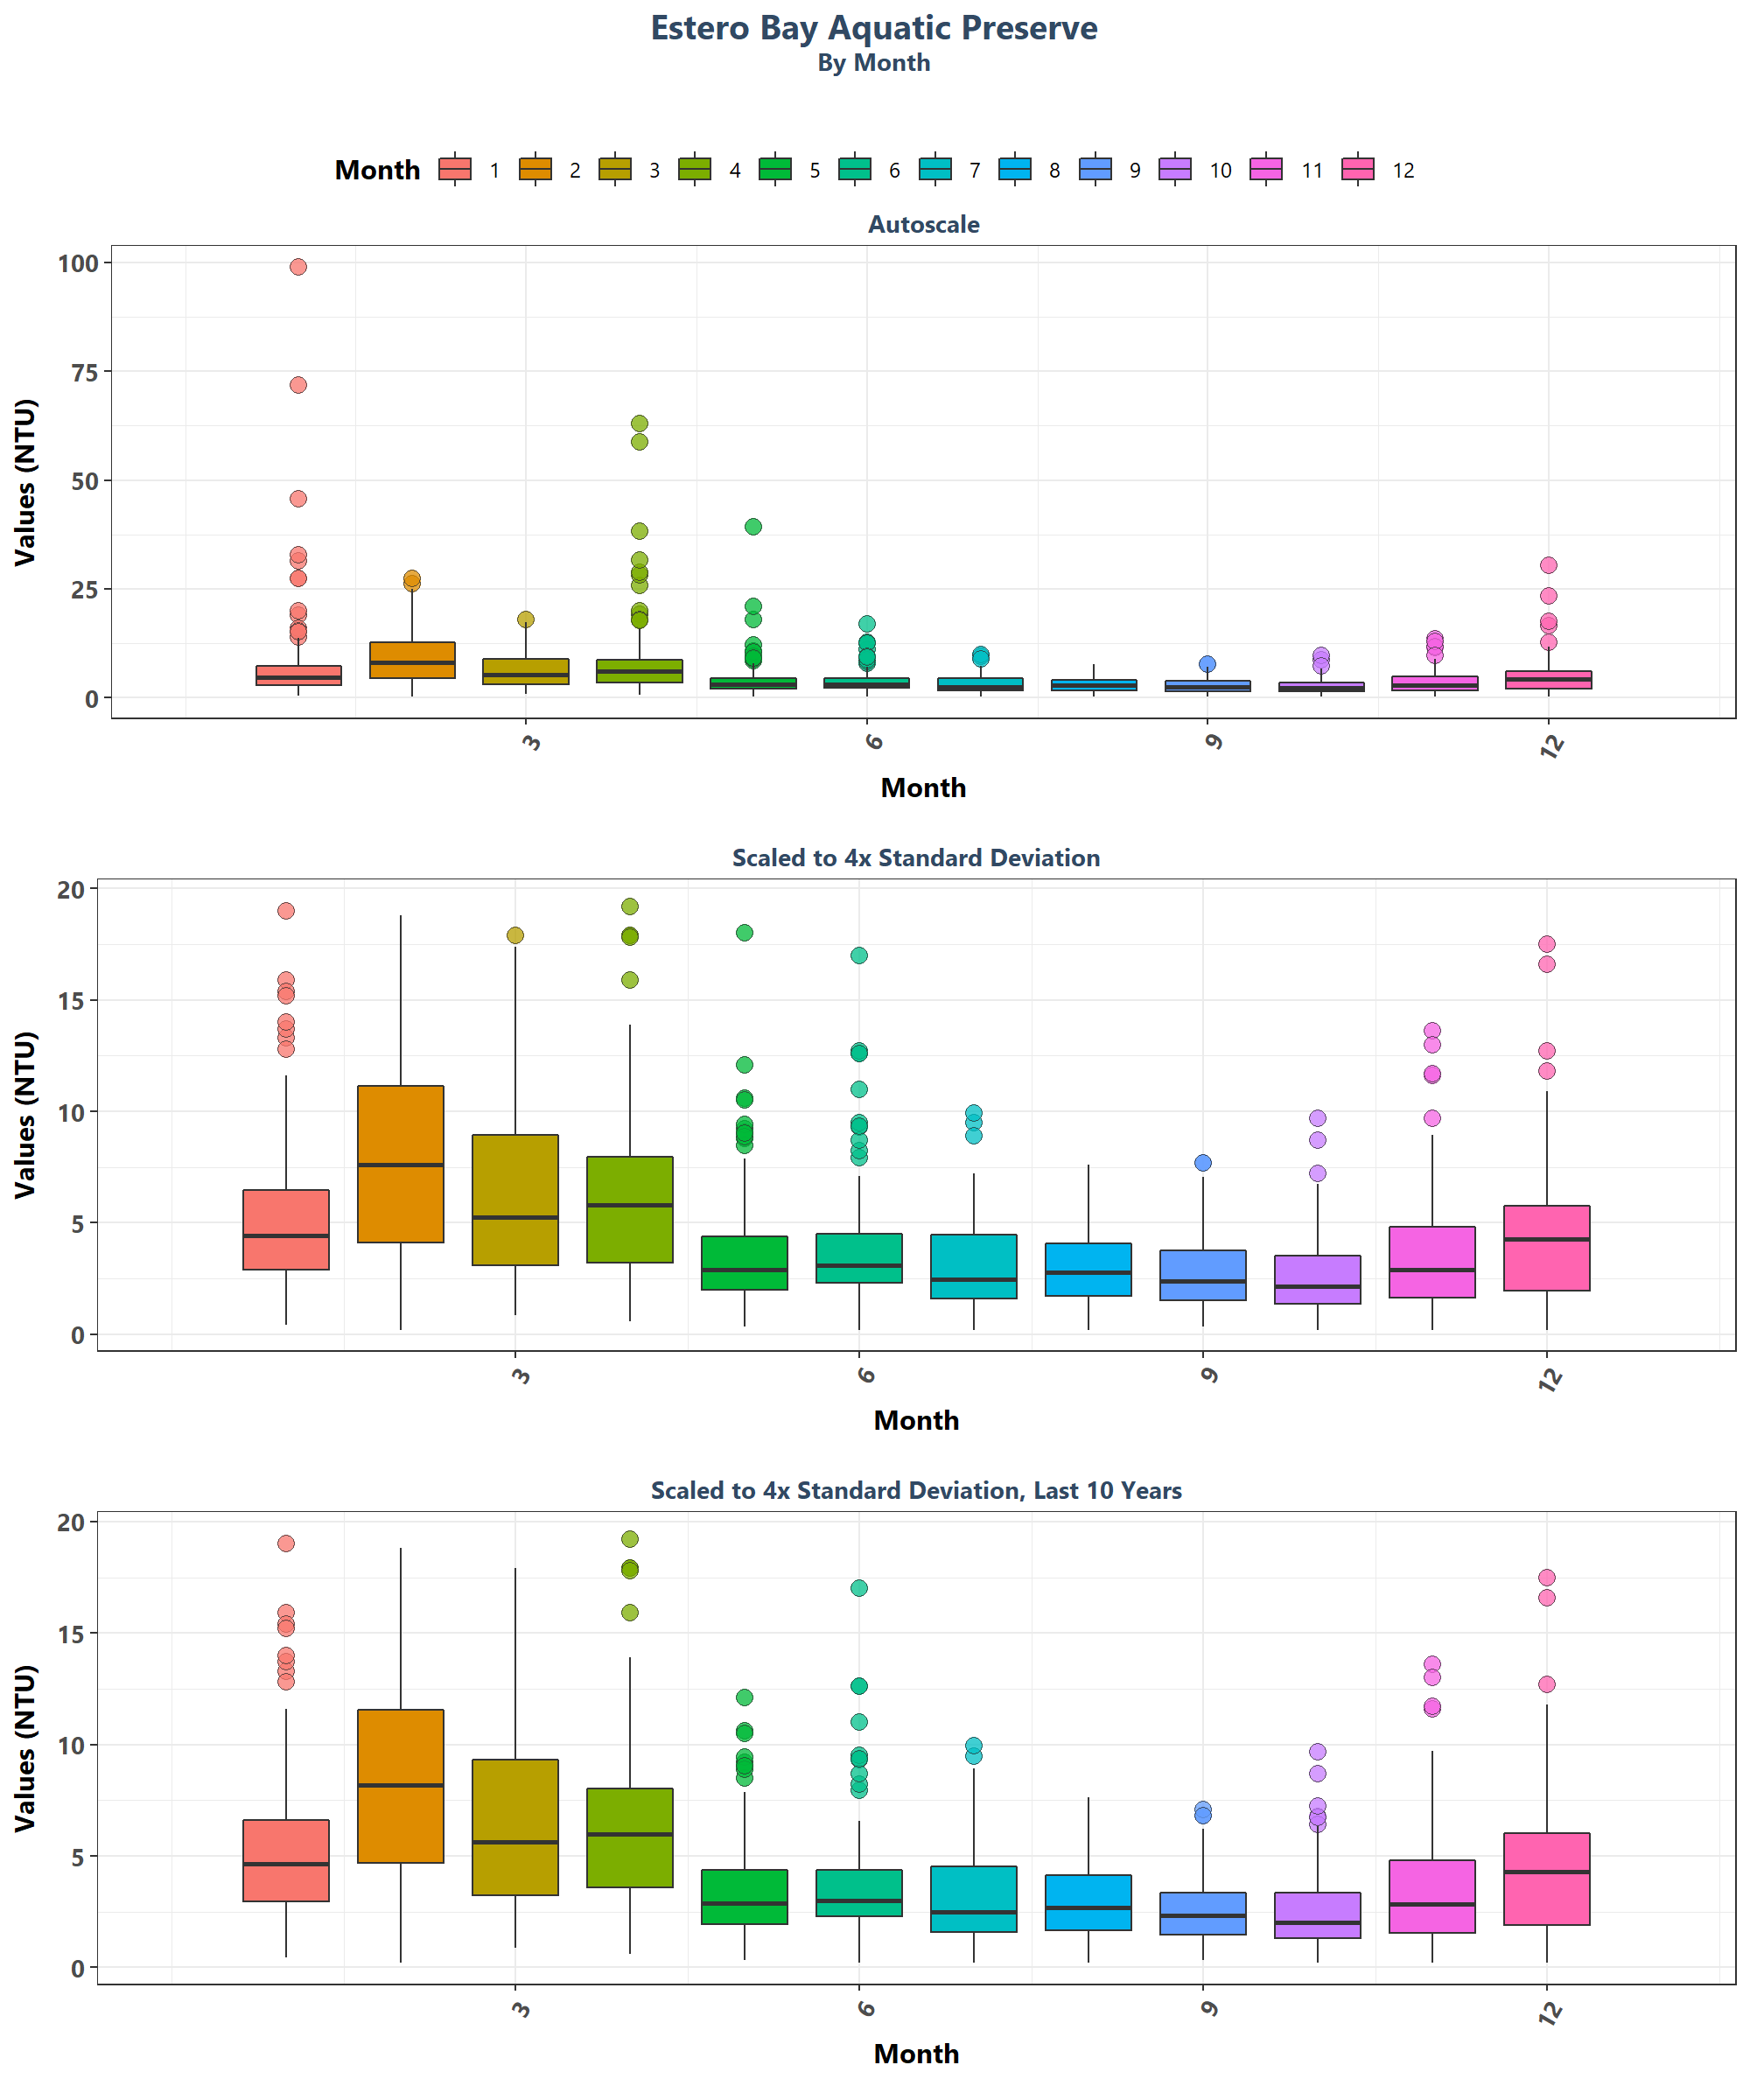 Estero Bay Aquatic Preserve
By Month
Month 1 2 3 4 5 6 7 8 9 10 11 12
Autoscale
Values (NTU)
100
75
50
25
0
3 6 9 12
Month
Scaled to 4x Standard Deviation
Values (NTU)
20
15
10
5
0
3 6 9 12
Month
Scaled to 4x Standard Deviation, Last 10 Years
Values (NTU)
20
15
10
5
0
3 6 9 12
Month